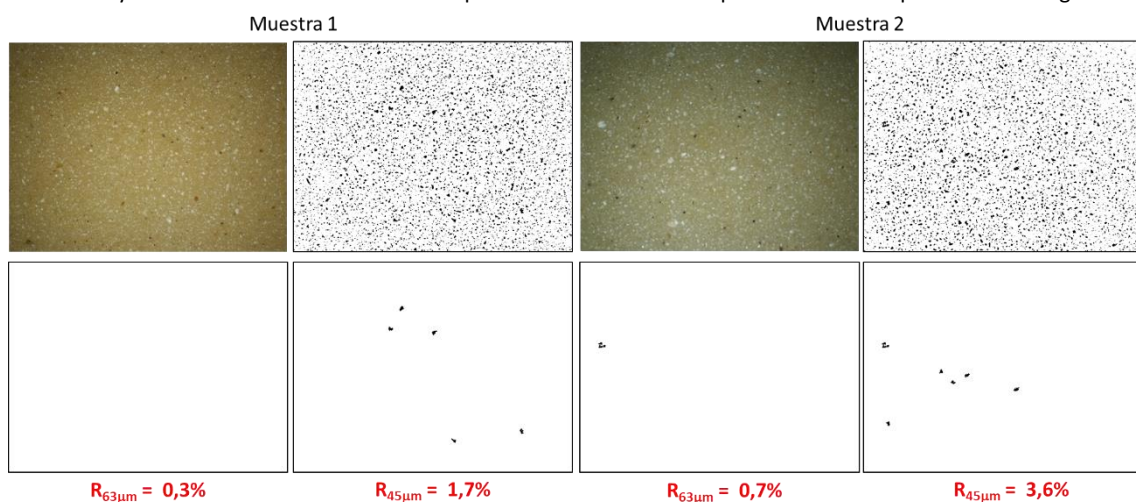 Muestra 1
Muestra 2
R63μm = 0,3%
R45μm = 1,7%
R63μm = 0,7%
R45μm = 3,6%